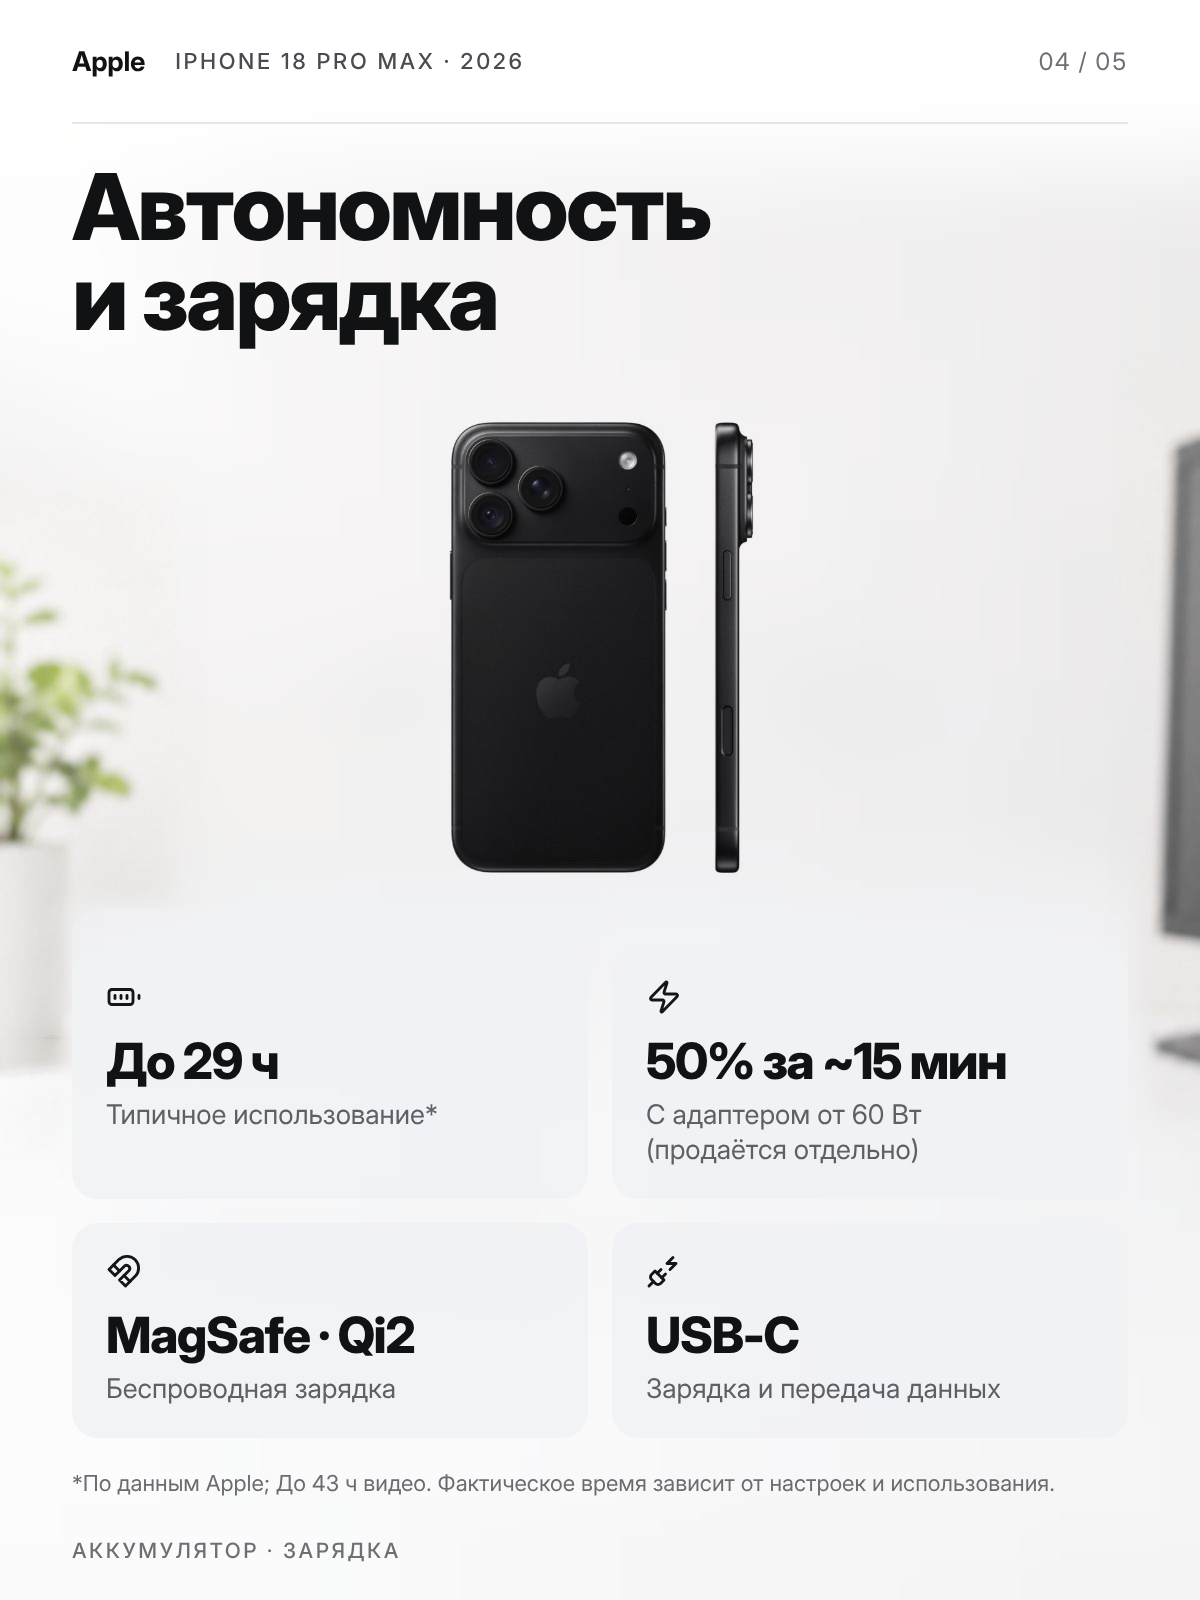 Apple IPHONE 18 PRO MAX · 2026 04 / 05
Автономность
и зарядка
До 29 ч
Типичное использование*
50% за ~15 мин
С адаптером от 60 Вт
(продаётся отдельно)
MagSafe · Qi2
Беспроводная зарядка
USB-C
Зарядка и передача данных
*По данным Apple; До 43 ч видео. Фактическое время зависит от настроек и использования.
АККУМУЛЯТОР · ЗАРЯДКА